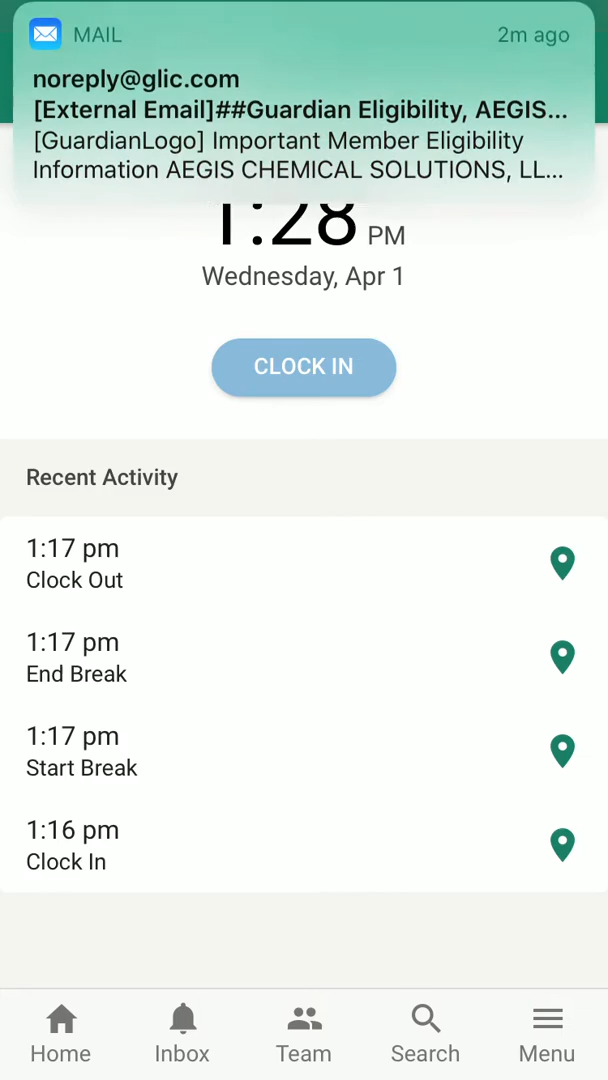 MAIL
2m ago
noreply@glic.com
[External Email]##Guardian Eligibility, AEGIS...
[GuardianLogo] Important Member Eligibility
Information AEGIS CHEMICAL SOLUTIONS, LL...
1:28 PM
Wednesday, Apr 1
CLOCK IN
Recent Activity
1:17 pm
Clock Out
1:17 pm
End Break
1:17 pm
Start Break
1:16 pm
Clock In
Home
Inbox
Team
Search
Menu